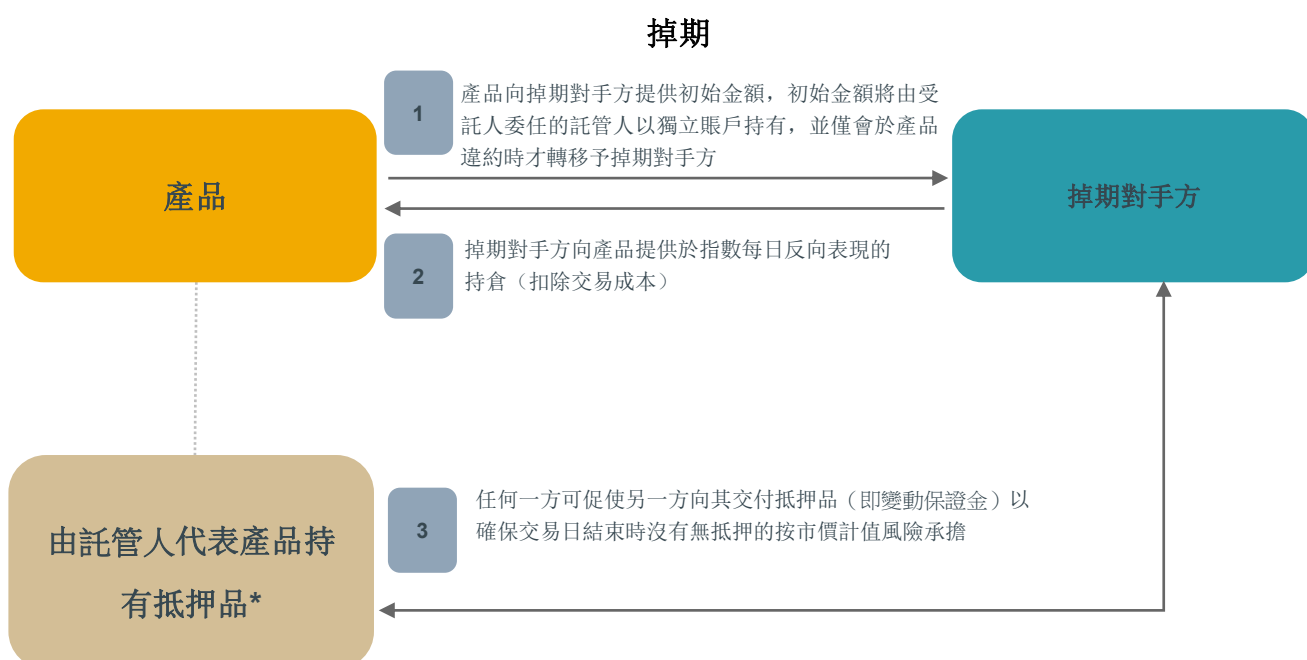 掉期
1
產品向掉期對手方提供初始金額，初始金額將由受
託人委任的託管人以獨立賬戶持有，並僅會於產品
違約時才轉移予掉期對手方
產品
掉期對手方
2
掉期對手方向產品提供於指數每日反向表現的
持倉（扣除交易成本）
3
任何一方可促使另一方向其交付抵押品（即變動保證金）以
確保交易日結束時沒有無抵押的按市價計值風險承擔
由託管人代表產品持
有抵押品*